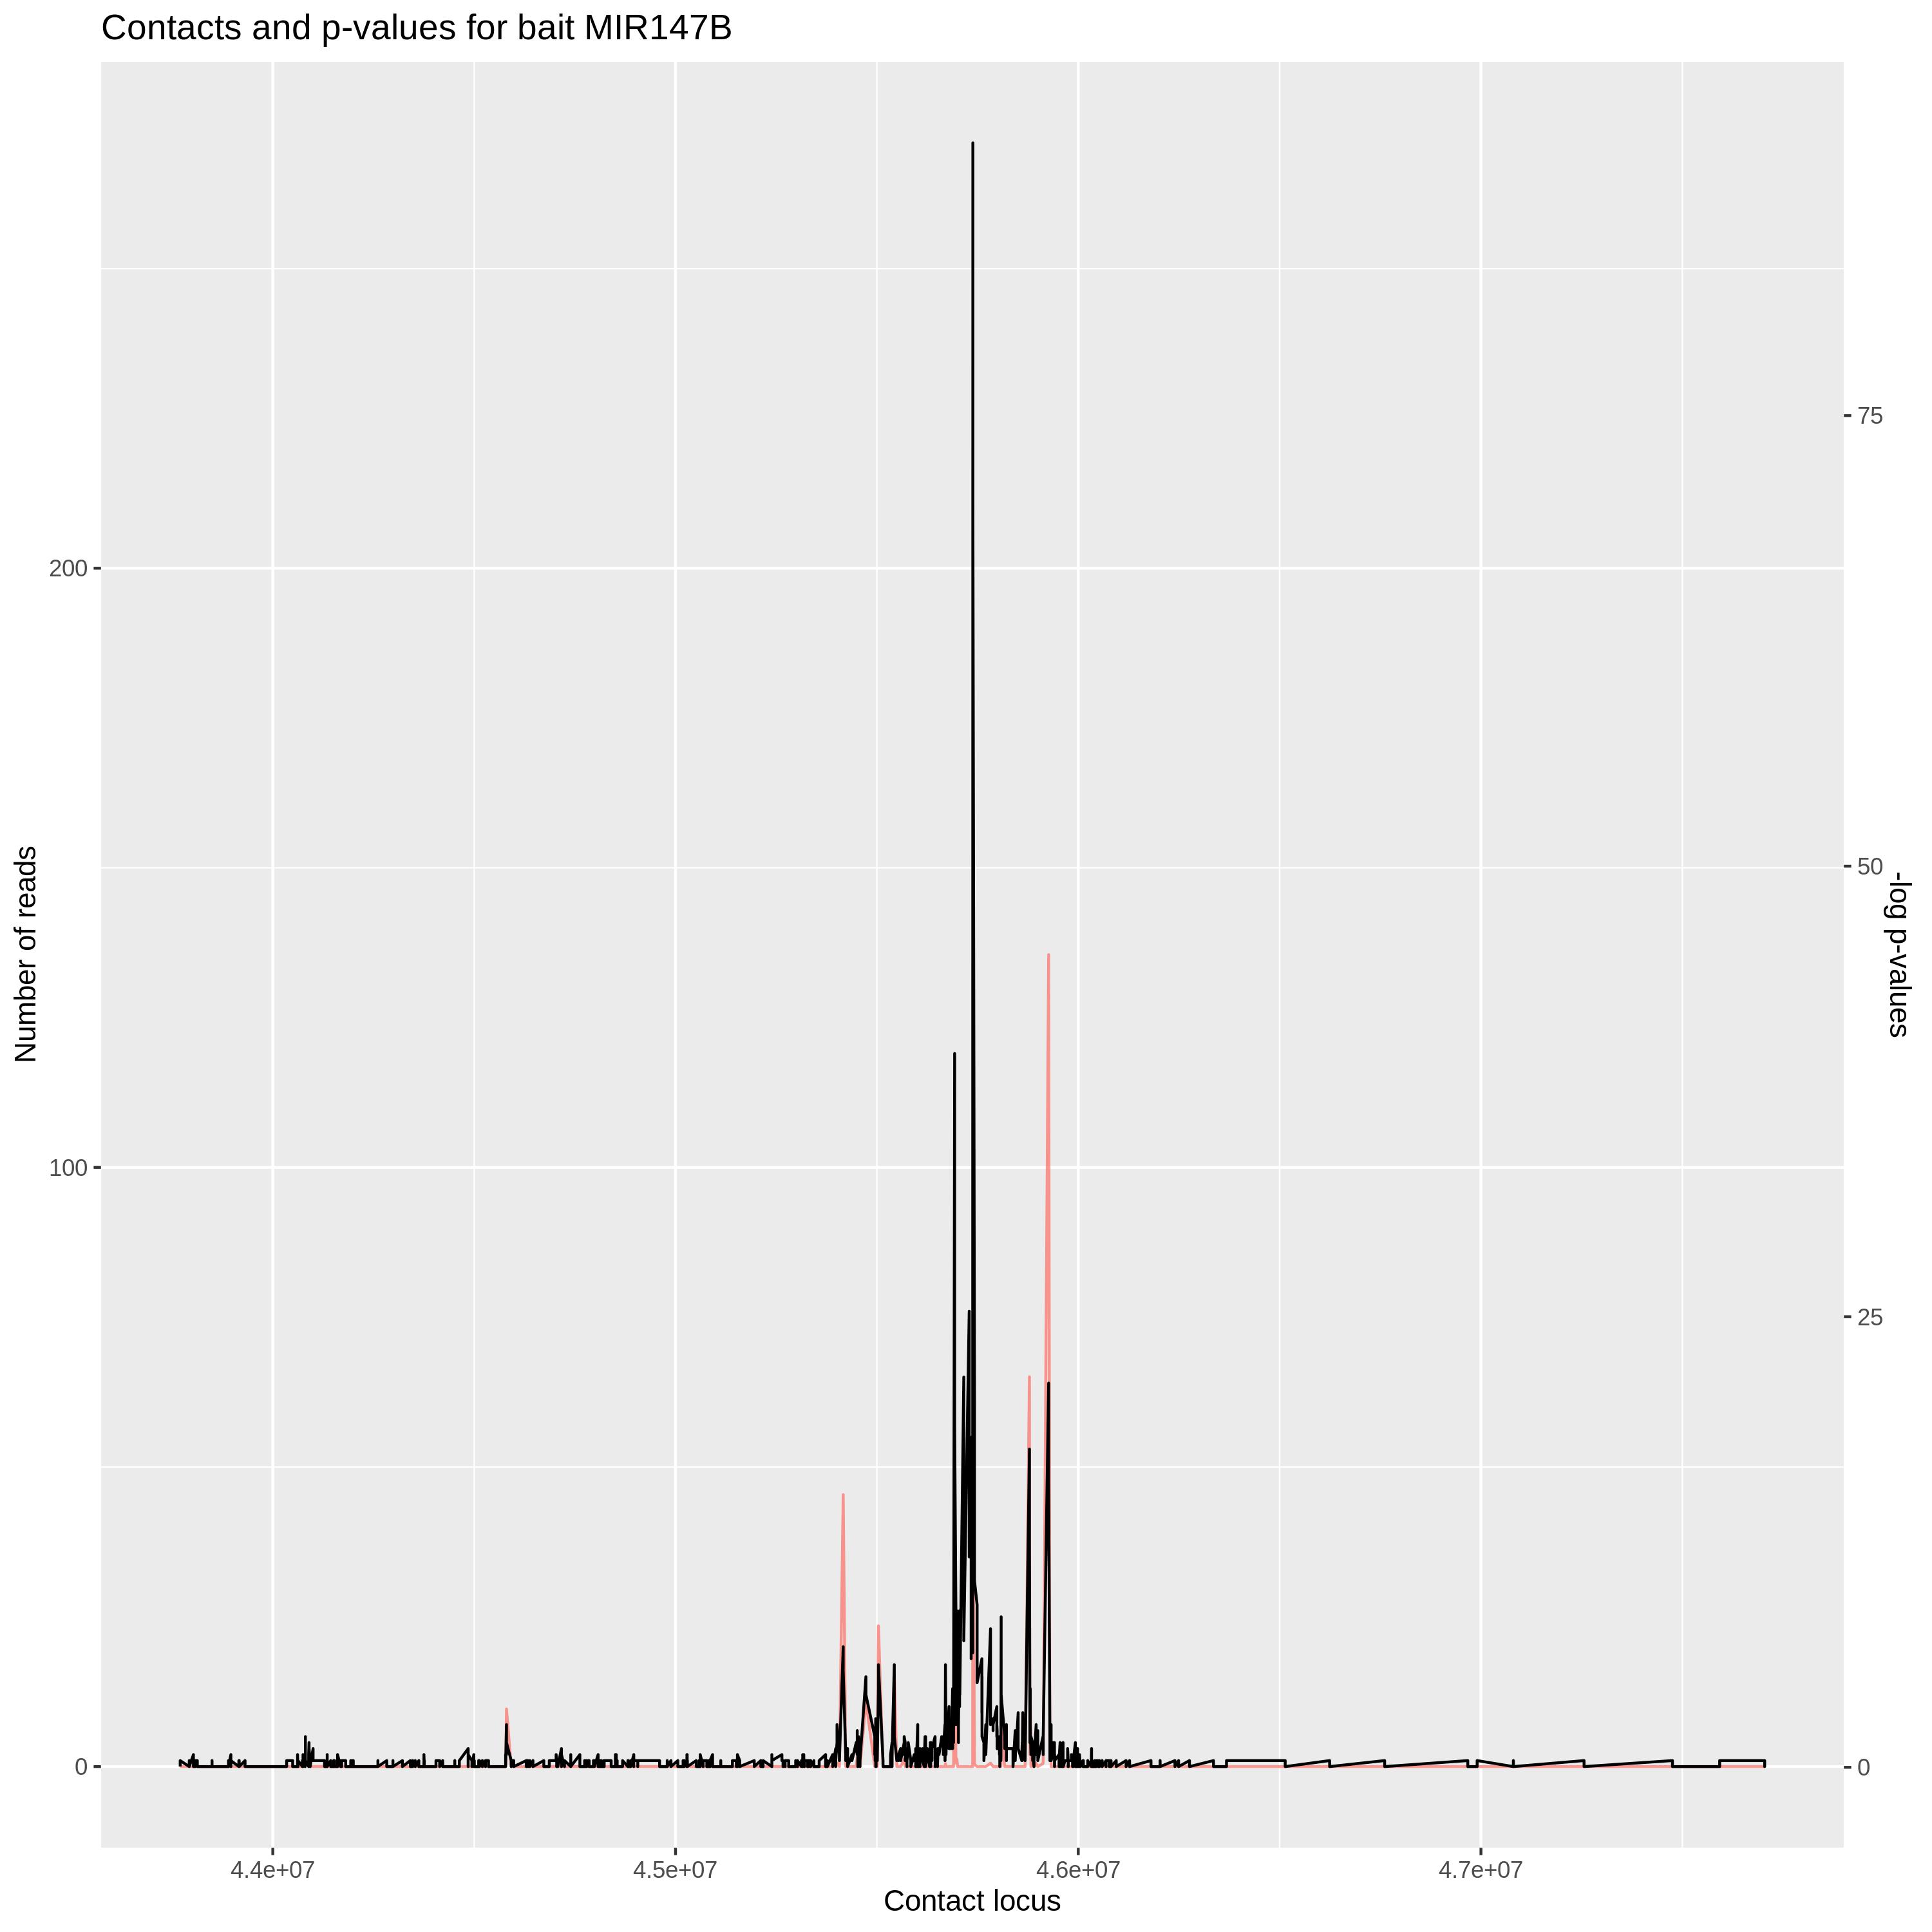 Contacts and p-values for bait MIR147B
Number of reads
200
100
0
75
50
25
0
-log p-values
4.4e+07 4.5e+07 4.6e+07 4.7e+07
Contact locus